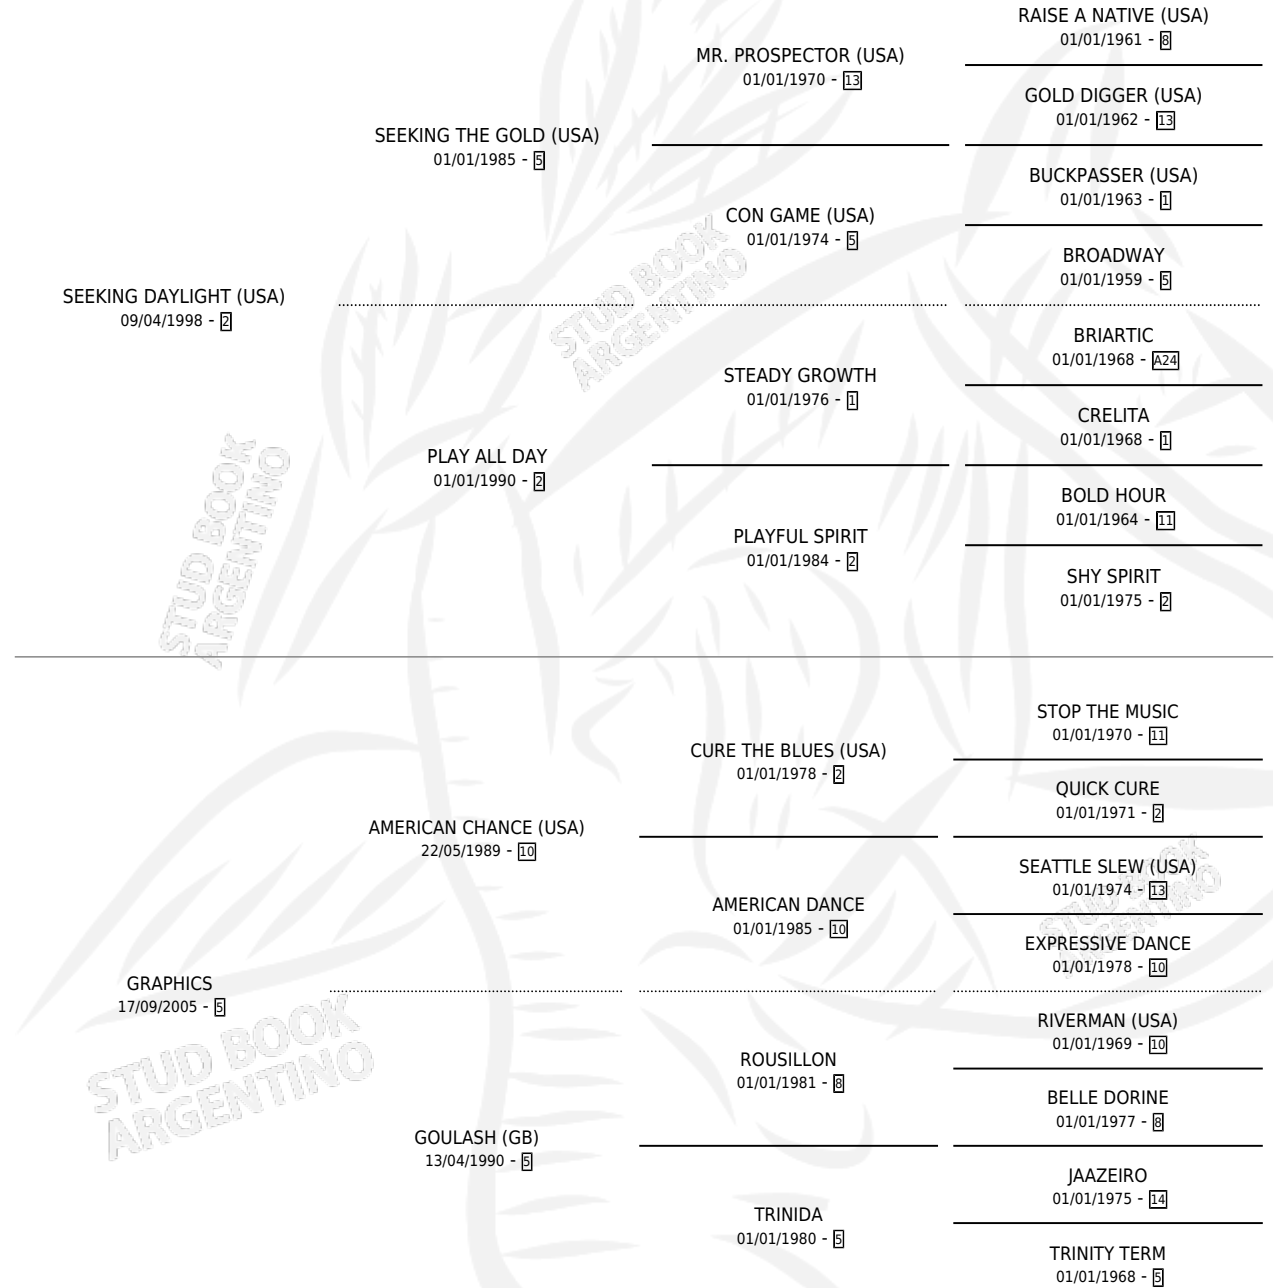 RAISE A NATIVE (USA)
01/01/1961 - 8
MR. PROSPECTOR (USA)
01/01/1970 - 13
GOLD DIGGER (USA)
01/01/1962 - 13
SEEKING THE GOLD (USA)
01/01/1985 - 5
BUCKPASSER (USA)
01/01/1963 - 1
CON GAME (USA)
01/01/1974 - 5
BROADWAY
01/01/1959 - 5
SEEKING DAYLIGHT (USA)
09/04/1998 - 2
STUD BOOK
ARGENTINO
BRIARTIC
01/01/1968 - A24
STEADY GROWTH
01/01/1976 - 1
CRELITA
01/01/1968 - 1
PLAY ALL DAY
01/01/1990 - 2
BOLD HOUR
01/01/1964 - 11
PLAYFUL SPIRIT
01/01/1984 - 2
SHY SPIRIT
01/01/1975 - 2
STUD BOOK
ARGENTINO
STOP THE MUSIC
01/01/1970 - 11
CURE THE BLUES (USA)
01/01/1978 - 2
QUICK CURE
01/01/1971 - 2
AMERICAN CHANCE (USA)
22/05/1989 - 10
SEATTLE SLEW (USA)
01/01/1974 - 13
AMERICAN DANCE
01/01/1985 - 10
STUD BOOK
ARGENTINO
EXPRESSIVE DANCE
01/01/1978 - 10
GRAPHICS
17/09/2005 - 5
STUD BOOK
ARGENTINO
RIVERMAN (USA)
01/01/1969 - 10
ROUSILLON
01/01/1981 - 8
BELLE DORINE
01/01/1977 - 8
GOULASH (GB)
13/04/1990 - 5
JAAZEIRO
01/01/1975 - 14
TRINIDA
01/01/1980 - 5
TRINITY TERM
01/01/1968 - 5